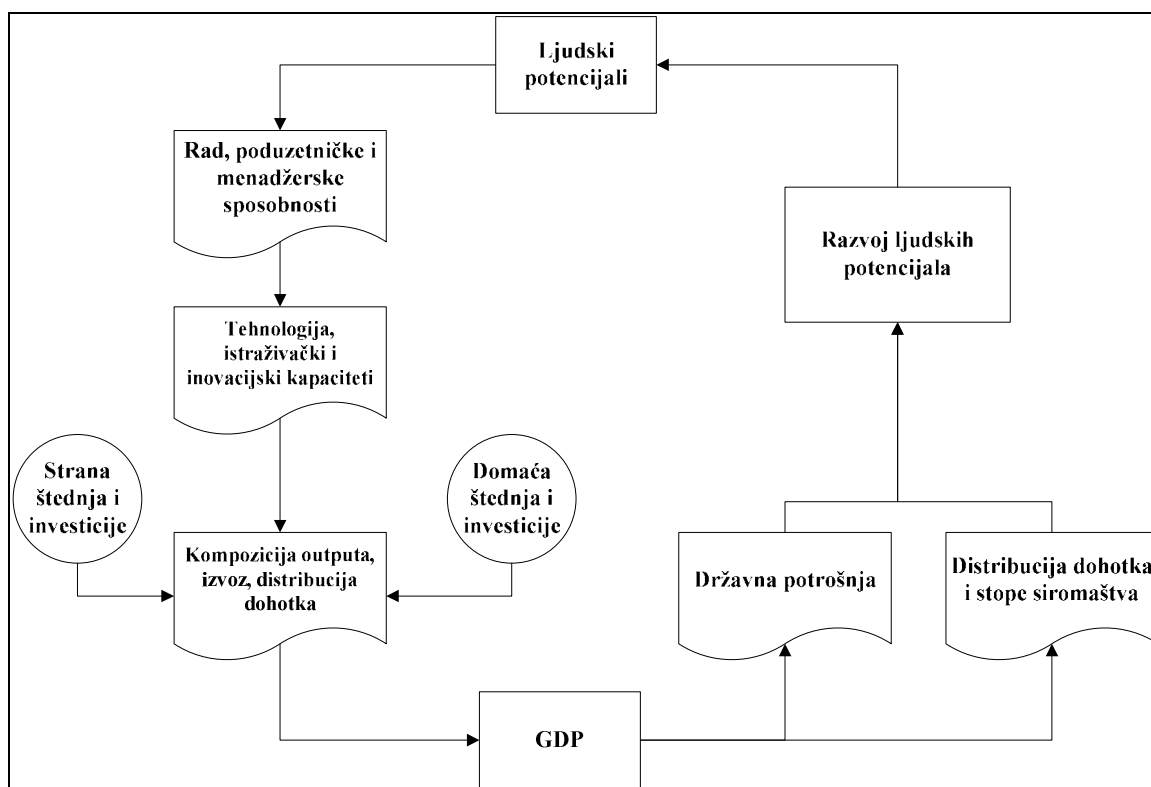 Ljudski
potencijali
Rad, poduzetničke i
menadžerske
sposobnosti
Razvoj ljudskih
potencijala
Tehnologija,
istraživački i
inovacijski kapaciteti
Strana
štednja i
investicije
Domaća
štednja i
investicije
Kompozicija outputa,
izvoz, distribucija
dohotka
Državna potrošnja
Distribucija dohotka
i stope siromaštva
GDP